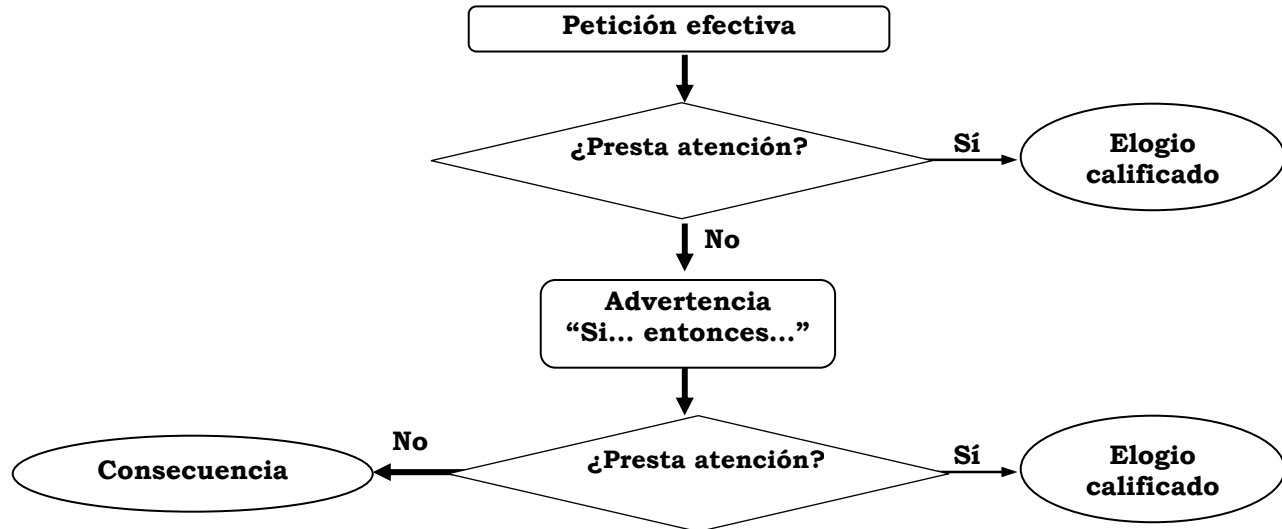 Petición efectiva
¿Presta atención?
Sí
Elogio
calificado
No
Advertencia
“Si... entonces...”
No
Consecuencia
¿Presta atención?
Sí
Elogio
calificado